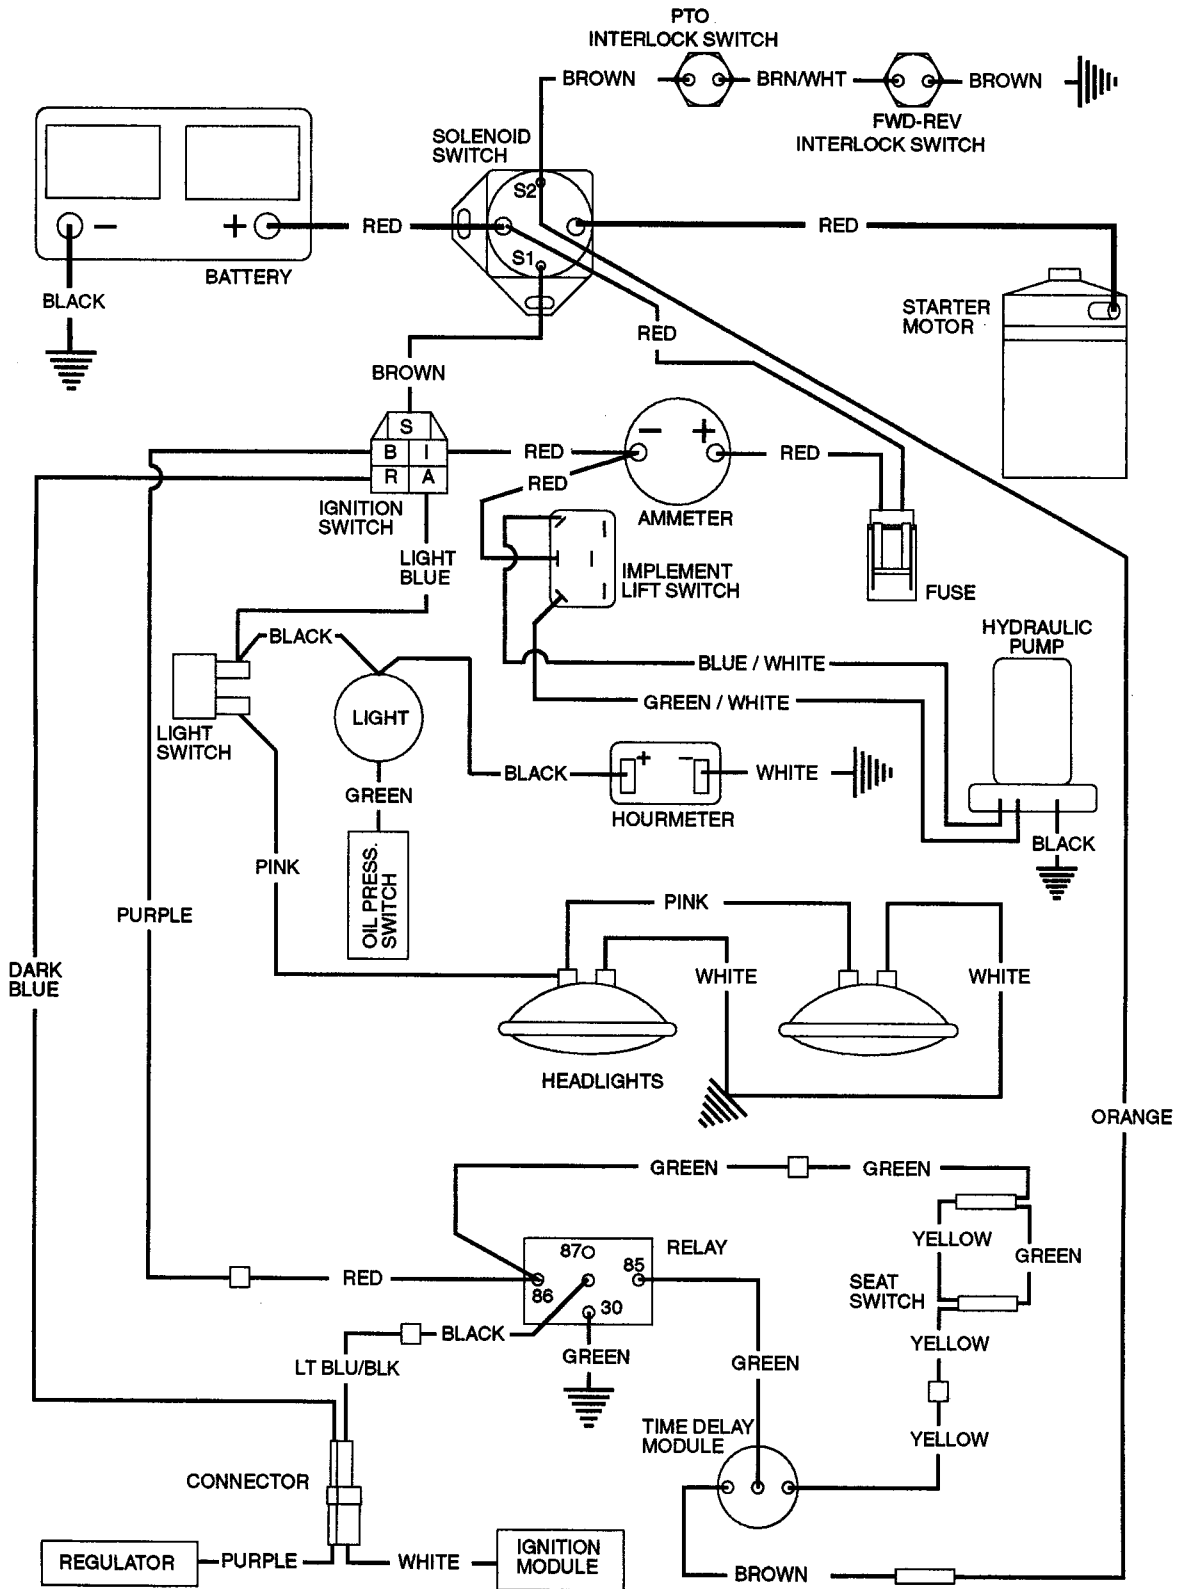 PTO
INTERLOCK SWITCH
BROWN
BRN/WHT
BROWN
FWD-REV
INTERLOCK SWITCH
SOLENOID
SWITCH
S2
S1
−
+
BATTERY
RED
RED
BLACK
STARTER
MOTOR
RED
BROWN
S
B
I
R
A
IGNITION
SWITCH
RED
−
+
RED
RED
AMMETER
LIGHT
BLUE
IMPLEMENT
LIFT SWITCH
FUSE
BLACK
HYDRAULIC
PUMP
BLUE / WHITE
GREEN / WHITE
LIGHT
LIGHT
SWITCH
BLACK
+
−
WHITE
HOURMETER
GREEN
BLACK
OIL PRESS.
SWITCH
PINK
PURPLE
PINK
DARK
BLUE
WHITE
WHITE
HEADLIGHTS
ORANGE
GREEN
GREEN
YELLOW
GREEN
87
85
RELAY
86
30
RED
SEAT
SWITCH
BLACK
YELLOW
LT BLU/BLK
GREEN
GREEN
TIME DELAY
MODULE
YELLOW
CONNECTOR
REGULATOR
PURPLE
WHITE
IGNITION
MODULE
BROWN